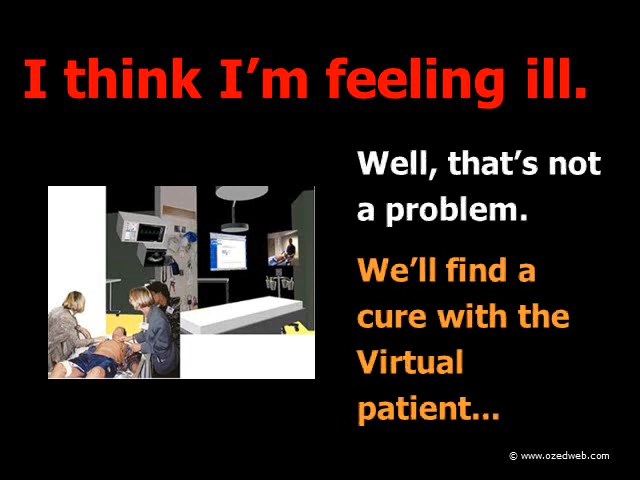 I think I’m feeling ill.
Well, that’s not
a problem.
We’ll find a
cure with the
Virtual
patient...
© www.ozedweb.com